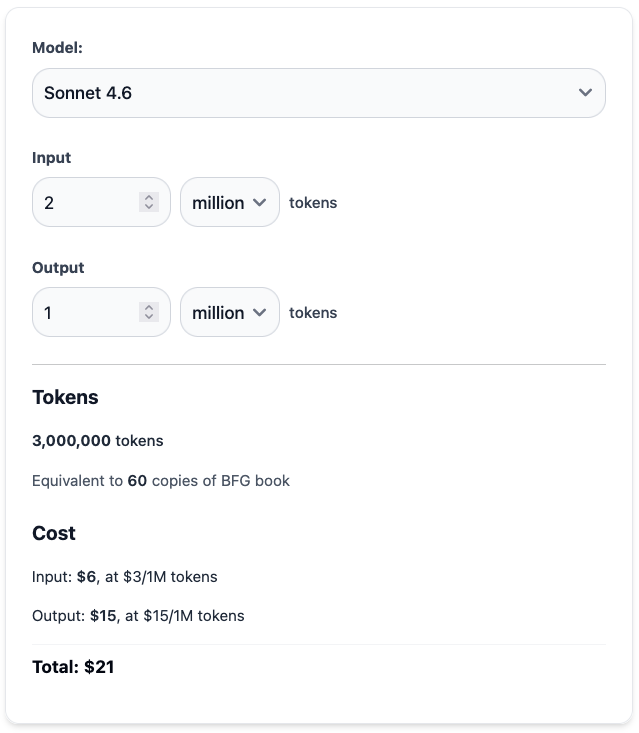 Model:
Sonnet 4.6
Input
2 million tokens
Output
1 million tokens
Tokens
3,000,000 tokens
Equivalent to 60 copies of BFG book
Cost
Input: $6, at $3/1M tokens
Output: $15, at $15/1M tokens
Total: $21